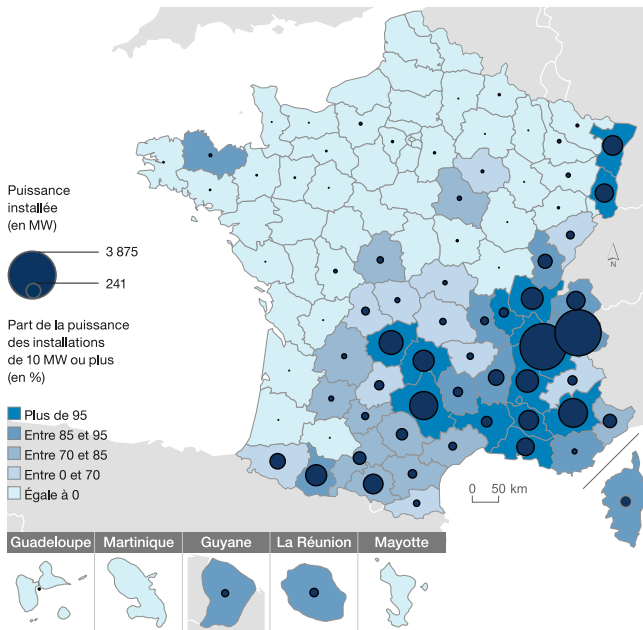 Puissance
installée
(en MW)
3 875
241
Part de la puissance
des installations
de 10 MW ou plus
(en %)
Plus de 95
Entre 85 et 95
Entre 70 et 85
Entre 0 et 70
Égale à 0
N
0 50 km
Guadeloupe Martinique Guyane La Réunion Mayotte